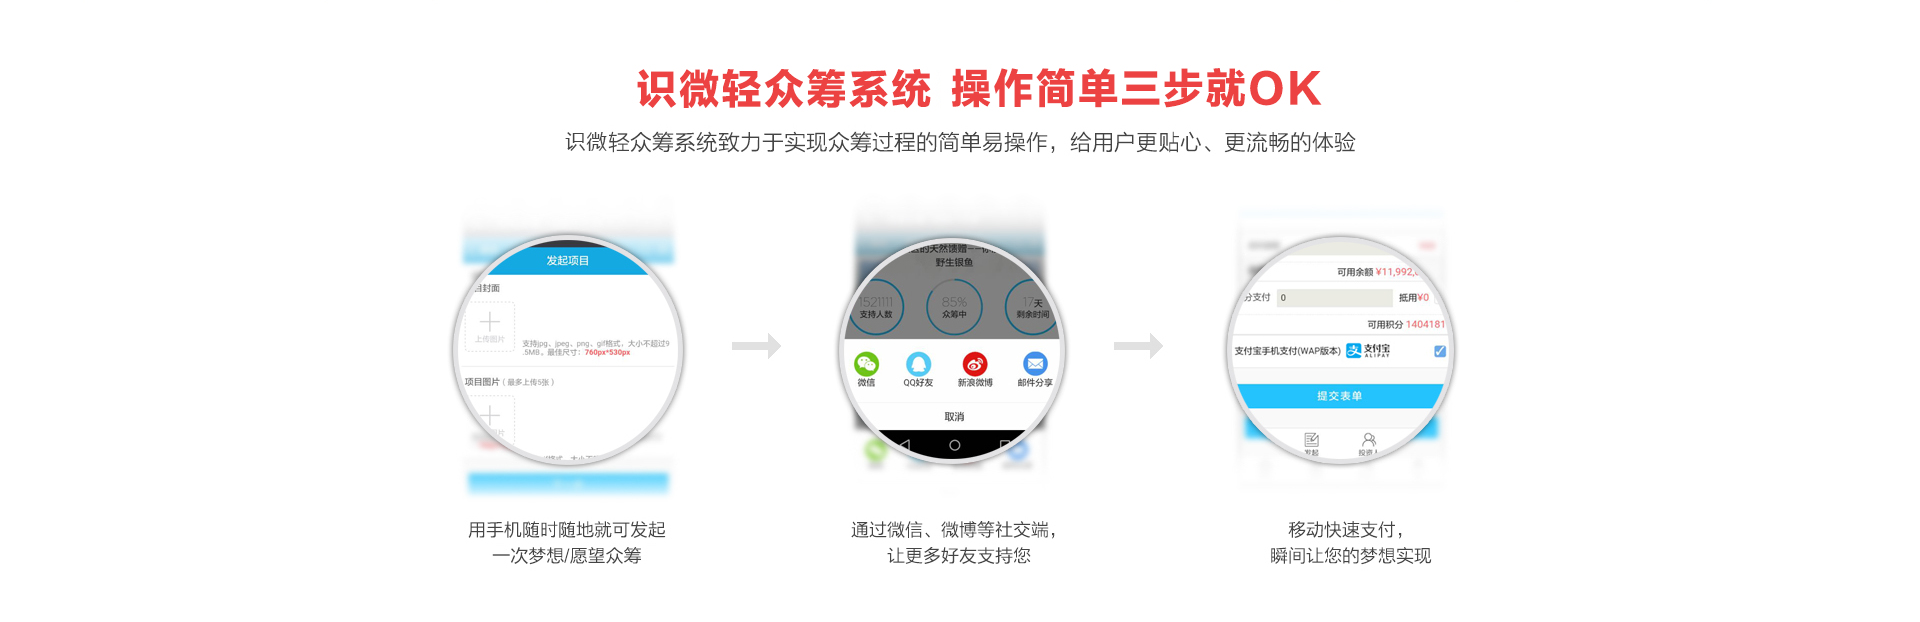 识微轻众筹系统 操作简单三步就OK
识微轻众筹系统致力于实现众筹过程的简单易操作，给用户更贴心、更流畅的体验
发起项目
目封面
上传图片
支持jpg、jpeg、png、gif格式，大小不超过
.5MB，最佳尺寸：760px*530px
项目图片 ( 最多上传5张 )
的天然馈赠——
野生银鱼
1521111
支持人数
85%
众筹中
17天
剩余时间
微信
QQ好友
新浪微博
邮件分享
取消
可用余额 ¥11,992,
分支付 0 抵用¥0
可用积分 1404181
支付宝手机支付(WAP版本) 支付宝
ALIPAY
提交表单
发起
投资
用手机随时随地就可发起
一次梦想/愿望众筹
通过微信、微博等社交端，
让更多好友支持您
移动快速支付，
瞬间让您的梦想实现